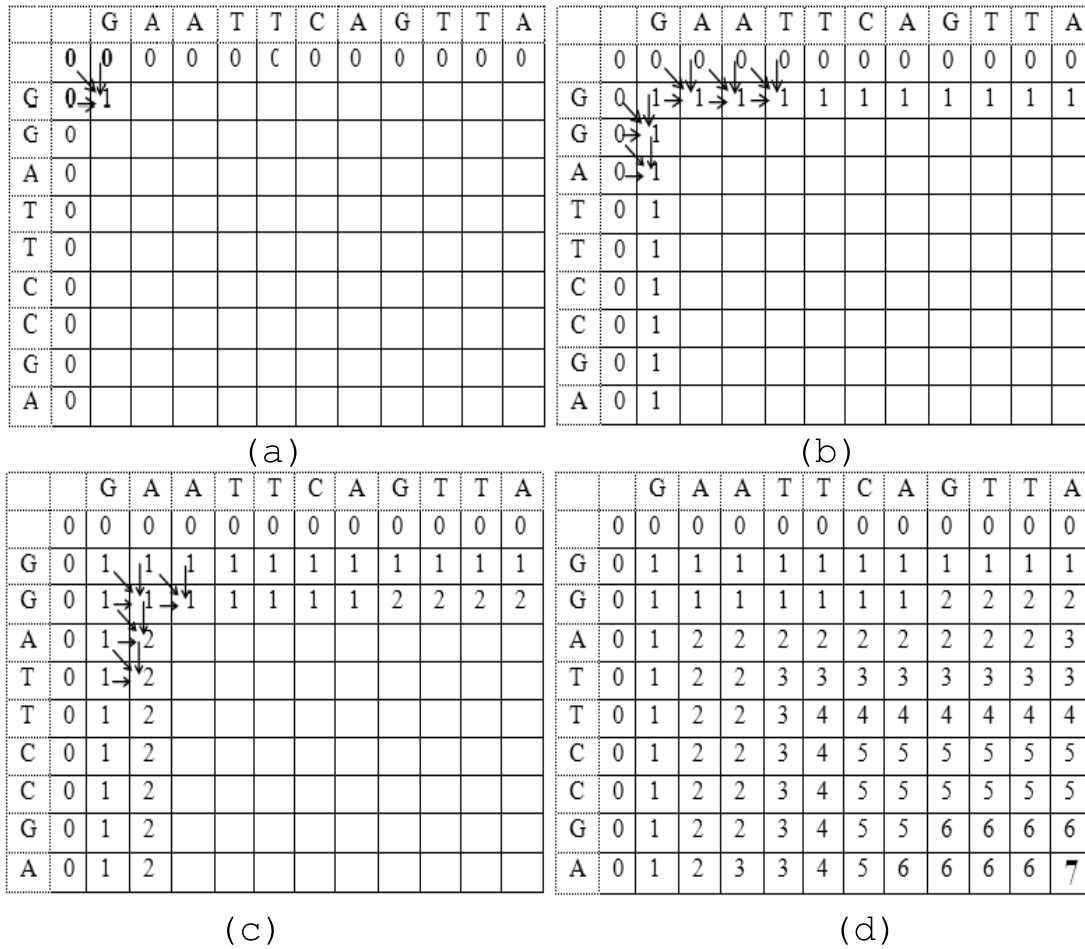 G A A T T C A G T T A
0 0 0 0 0 0 0 0 0 0 0 0
G 0 1
G 0
A 0
T 0
T 0
C 0
C 0
G 0
A 0
(a)
G A A T T C A G T T A
0 0 0 0 0 0 0 0 0 0 0 0
G 0 1 1 1 1 1 1 1 1 1 1 1
G 0 1
A 0 1
T 0 1
T 0 1
C 0 1
C 0 1
G 0 1
A 0 1
(b)
G A A T T C A G T T A
0 0 0 0 0 0 0 0 0 0 0 0
G 0 1 1 1 1 1 1 1 1 1 1 1
G 0 1 1 1 1 1 1 1 2 2 2 2
A 0 1 2
T 0 1 2
T 0 1 2
C 0 1 2
C 0 1 2
G 0 1 2
A 0 1 2
(c)
G A A T T C A G T T A
0 0 0 0 0 0 0 0 0 0 0 0
G 0 1 1 1 1 1 1 1 1 1 1 1
G 0 1 1 1 1 1 1 1 2 2 2 2
A 0 1 2 2 2 2 2 2 2 2 2 3
T 0 1 2 2 3 3 3 3 3 3 3 3
T 0 1 2 2 3 4 4 4 4 4 4 4
C 0 1 2 2 3 4 5 5 5 5 5 5
C 0 1 2 2 3 4 5 5 5 5 5 5
G 0 1 2 2 3 4 5 5 6 6 6 6
A 0 1 2 3 3 4 5 6 6 6 6 7
(d)